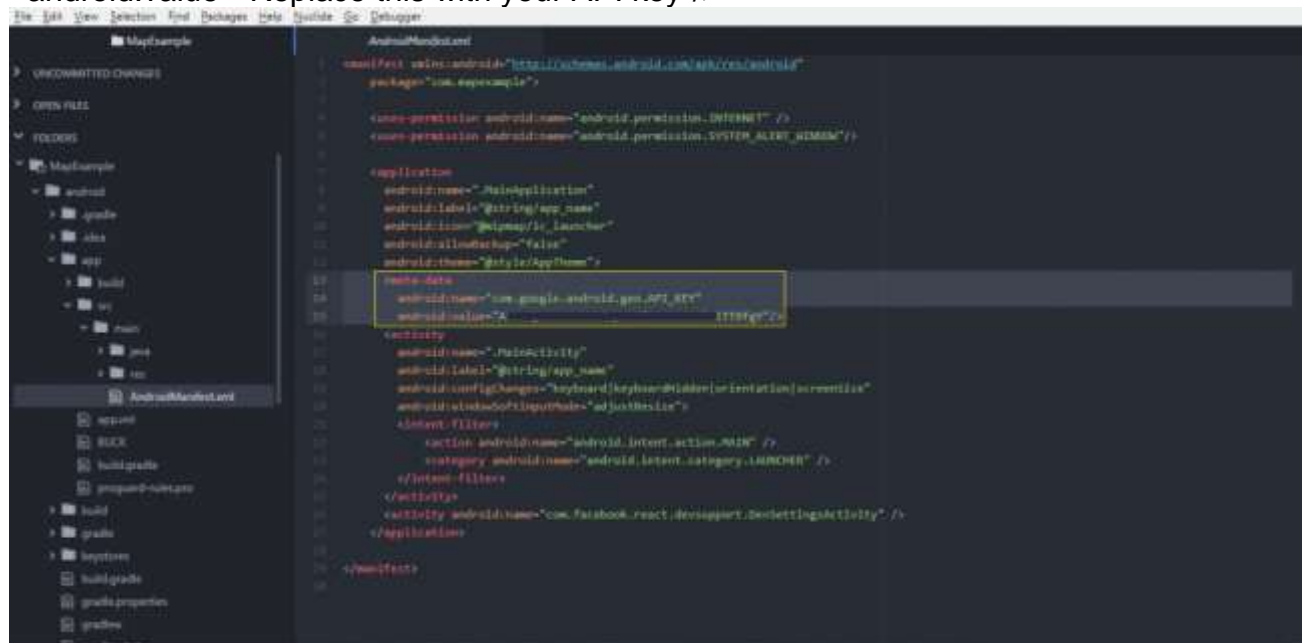 File Edit View Selection Find Packages Help Nuclide Go Debugger
MapExample
AndroidManifest.xml
UNCOMMITTED CHANGES
OPEN FILES
FOLDERS
MapExample
android
.gradle
.idea
app
build
src
main
java
res
AndroidManifest.xml
app.iml
BUCK
build.gradle
proguard-rules.pro
build
gradle
keystores
build.gradle
gradle.properties
gradlew
<manifest xmlns:android="http://schemas.android.com/apk/res/android"
package="com.mapexample">
<uses-permission android:name="android.permission.INTERNET" />
<uses-permission android:name="android.permission.SYSTEM_ALERT_WINDOW"/>
<application
android:name=".MainApplication"
android:label="@string/app_name"
android:icon="@mipmap/ic_launcher"
android:allowBackup="false"
android:theme="@style/AppTheme">
<meta-data
android:name="com.google.android.geo.API_KEY"
android:value="A
<activity
android:name=".MainActivity"
android:label="@string/app_name"
android:configChanges="keyboard|keyboardHidden|orientation|screenSize"
android:windowSoftInputMode="adjustResize">
<intent-filter>
<action android:name="android.intent.action.MAIN" />
<category android:name="android.intent.category.LAUNCHER" />
</intent-filter>
</activity>
<activity android:name="com.facebook.react.devsupport.DevSettingsActivity" />
</application>
</manifest>